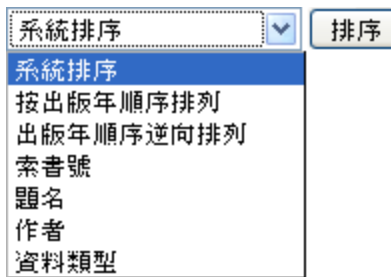 系統排序 排序
系統排序
按出版年順序排列
出版年順序逆向排列
索書號
題名
作者
資料類型